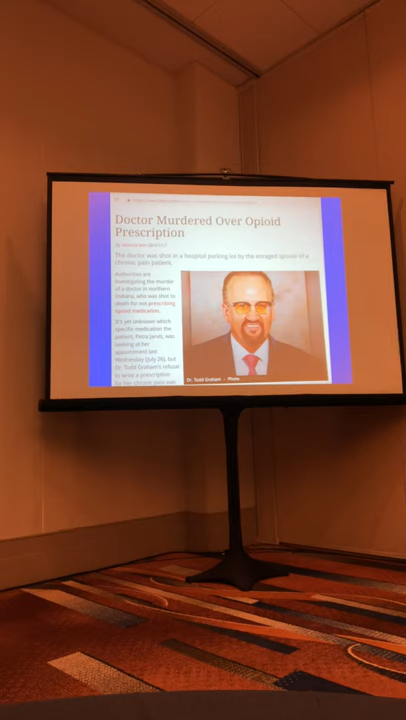 Doctor Murdered Over Opioid
Prescription
The doctor was shot in a hospital parking lot by the enraged spouse of a
chronic pain patient.
Authorities are
investigating the murder
of a doctor in northern
Indiana, who was shot to
death for not prescribing
opioid medication.
It's yet unknown which
specific medication the
patient, Petra Jarvis, was
seeking at her
appointment last
Wednesday (July 26), but
Dr. Todd Graham's refusal
to write a prescription
for her chronic pain was
Dr. Todd Graham - Photo